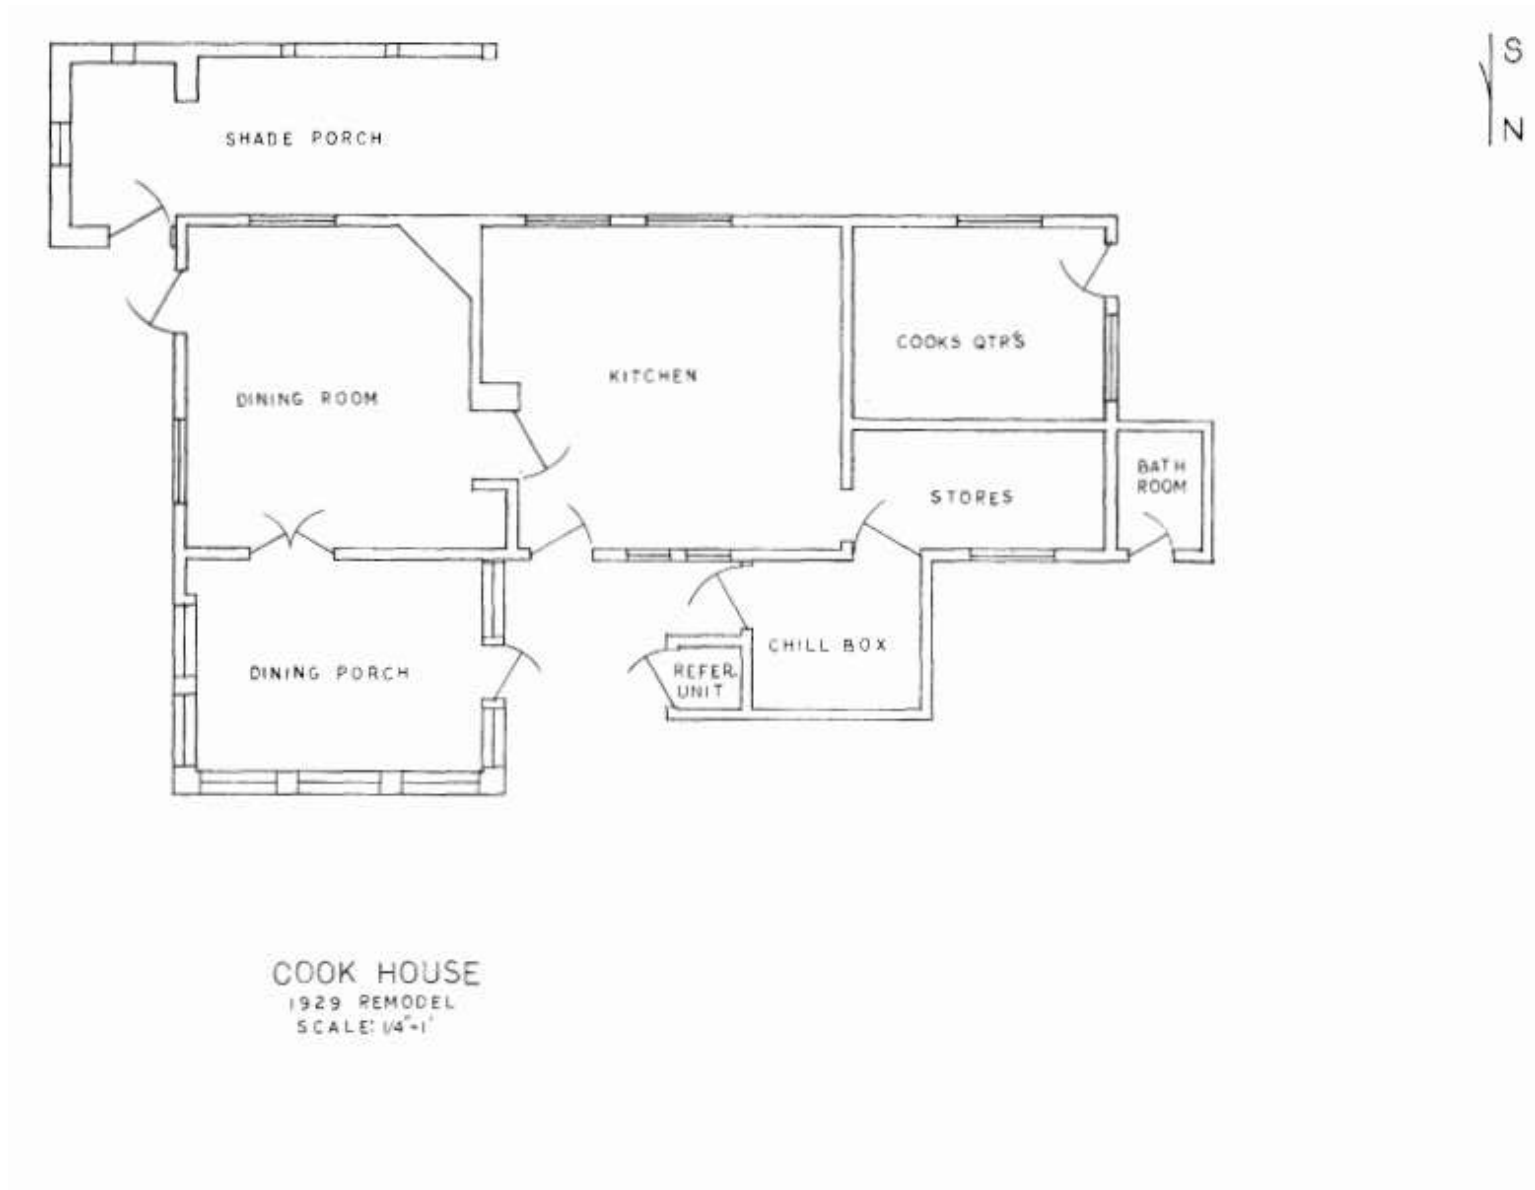 S
N
SHADE PORCH
DINING ROOM
KITCHEN
COOKS QTR'S
STORES
BATH
ROOM
DINING PORCH
CHILL BOX
REFER.
UNIT
COOK HOUSE
1929 REMODEL
SCALE: 1/4"=1'